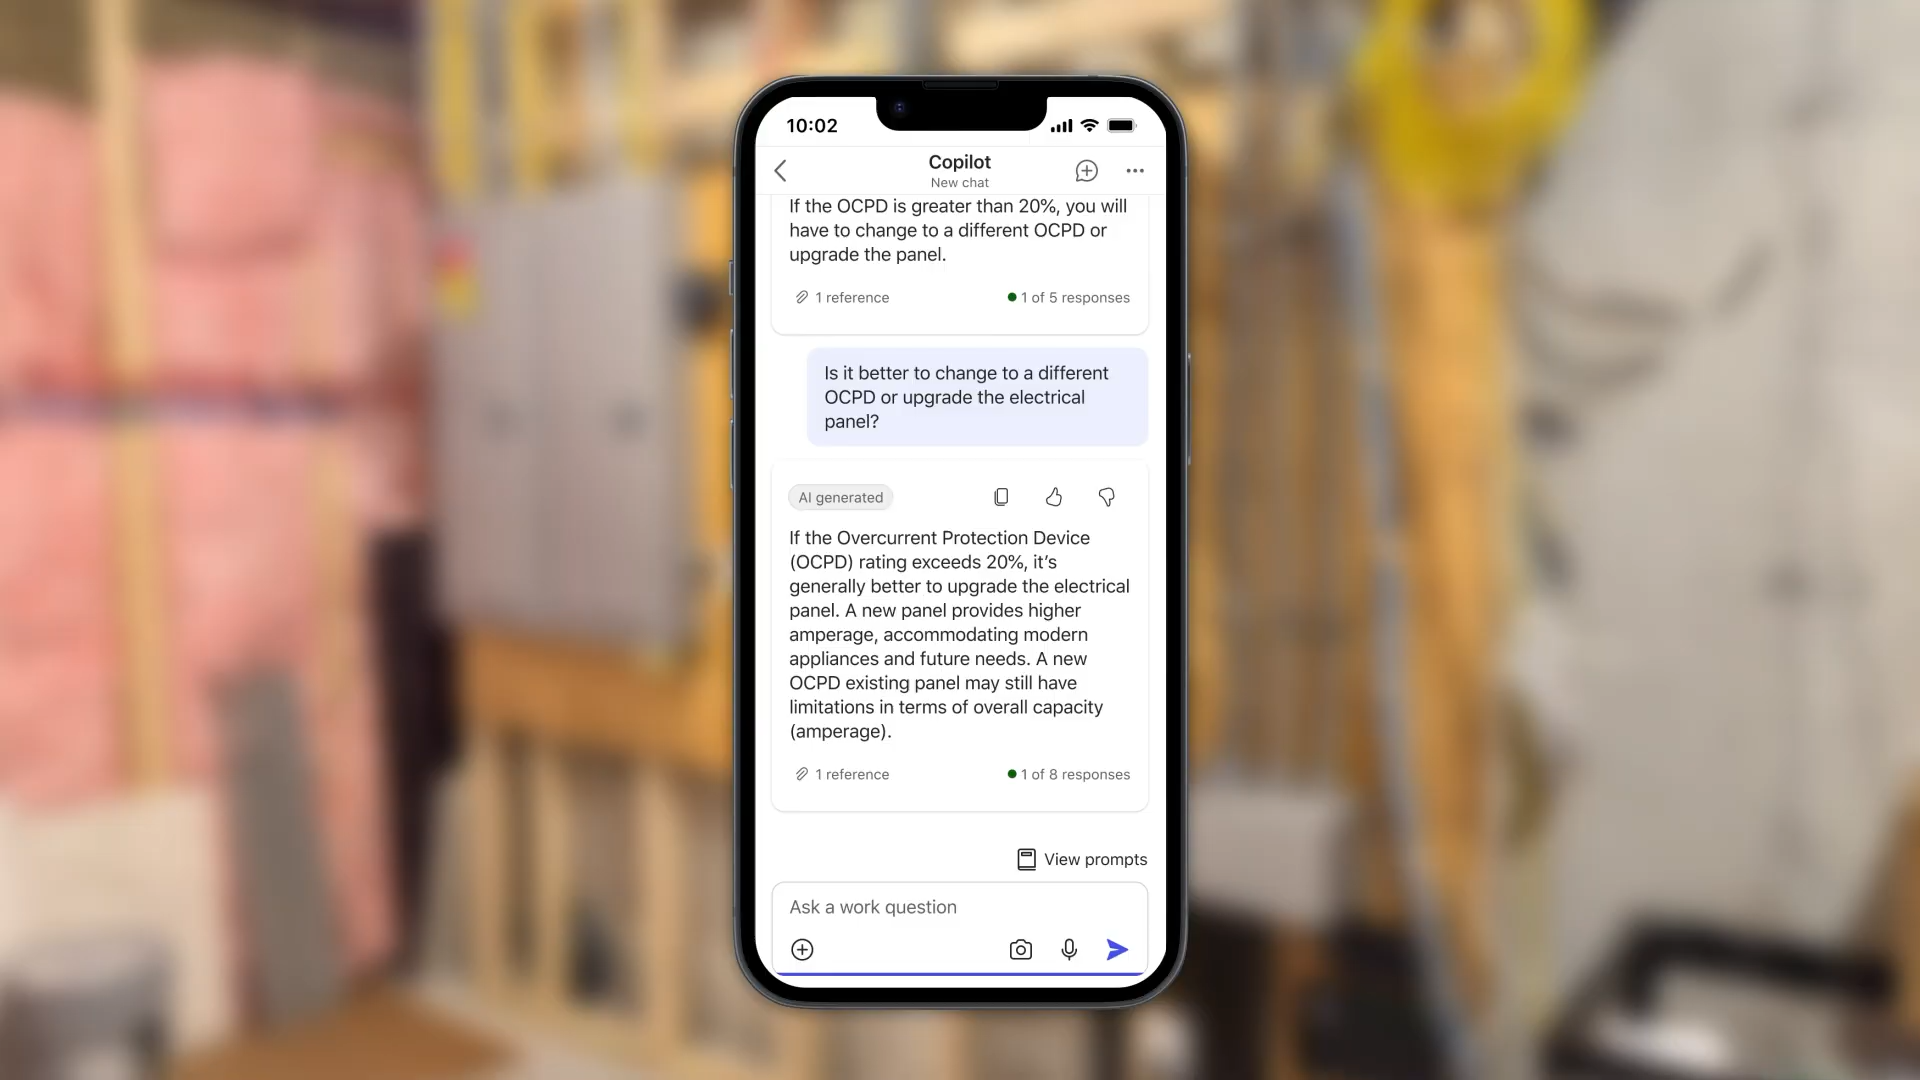 10:02
Copilot
New chat
If the OCPD is greater than 20%, you will
have to change to a different OCPD or
upgrade the panel.
1 reference
1 of 5 responses
Is it better to change to a different
OCPD or upgrade the electrical
panel?
AI generated
If the Overcurrent Protection Device
(OCPD) rating exceeds 20%, it’s
generally better to upgrade the electrical
panel. A new panel provides higher
amperage, accommodating modern
appliances and future needs. A new
OCPD existing panel may still have
limitations in terms of overall capacity
(amperage).
1 reference
1 of 8 responses
View prompts
Ask a work question